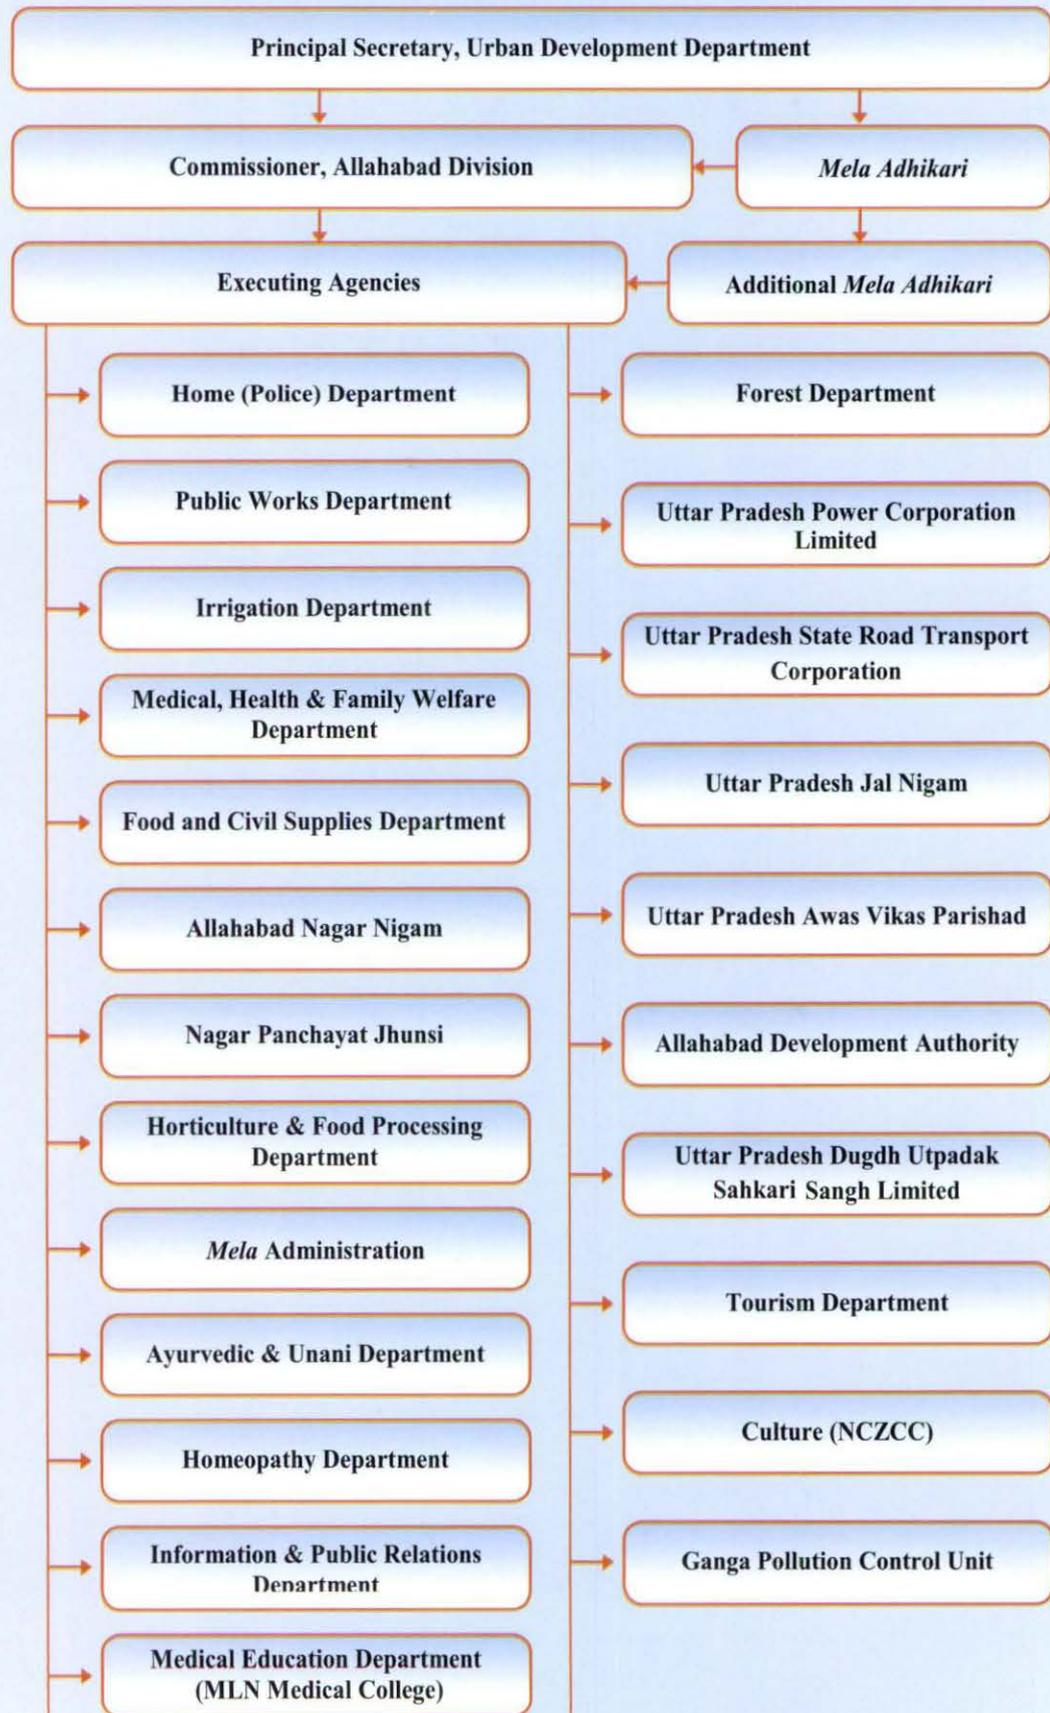 Principal Secretary, Urban Development Department
Commissioner, Allahabad Division
Mela Adhikari
Executing Agencies
Additional Mela Adhikari
Home (Police) Department
Public Works Department
Irrigation Department
Medical, Health & Family Welfare
Department
Food and Civil Supplies Department
Allahabad Nagar Nigam
Nagar Panchayat Jhunsi
Horticulture & Food Processing
Department
Mela Administration
Ayurvedic & Unani Department
Homeopathy Department
Information & Public Relations
Department
Medical Education Department
(MLN Medical College)
Forest Department
Uttar Pradesh Power Corporation
Limited
Uttar Pradesh State Road Transport
Corporation
Uttar Pradesh Jal Nigam
Uttar Pradesh Awas Vikas Parishad
Allahabad Development Authority
Uttar Pradesh Dugdh Utpadak
Sahkari Sangh Limited
Tourism Department
Culture (NCZCC)
Ganga Pollution Control Unit